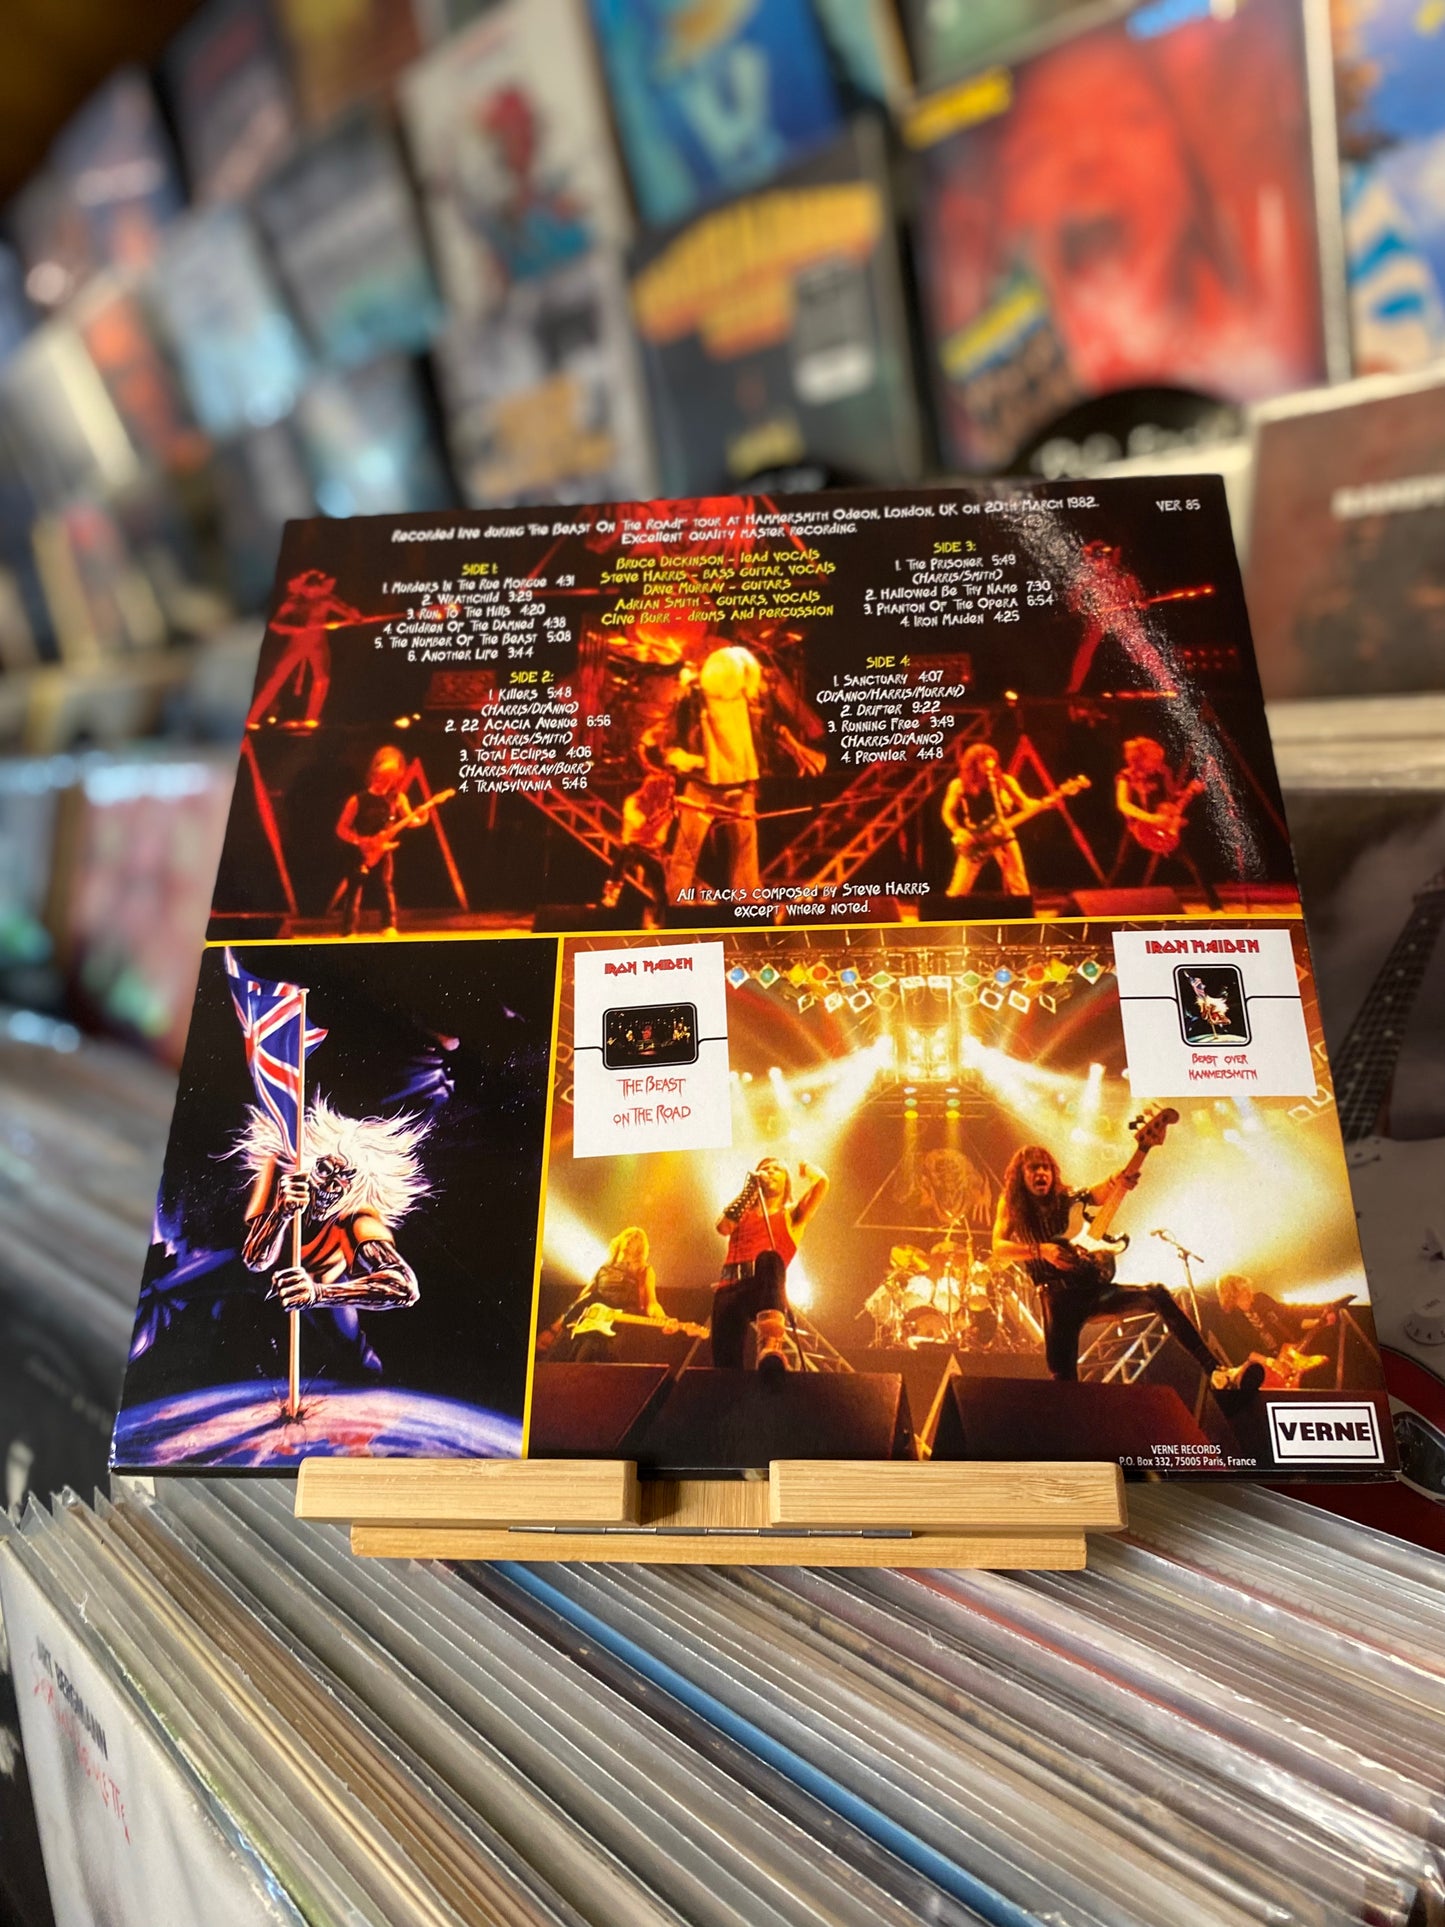 Recorded live during "The Beast On The Road!" tour at Hammersmith Odeon, London, UK on 20th March 1982.
Excellent quality master recording.
VER 85
SIDE 1:
1. Murders In The Rue Morgue 4:31
2. Wrathchild 3:29
3. Run To The Hills 4:20
4. Children Of The Damned 4:38
5. The Number Of The Beast 5:08
6. Another Life 3:44
SIDE 2:
1. Killers 5:48
(Harris/DiAnno)
2. 22 Acacia Avenue 6:56
(Harris/Smith)
3. Total Eclipse 4:06
(Harris/Murray/Burr)
4. Transylvania 5:46
Bruce Dickinson - lead vocals
Steve Harris - bass guitar, vocals
Dave Murray - guitars
Adrian Smith - guitars, vocals
Clive Burr - drums and percussion
SIDE 3:
1. The Prisoner 5:49
(Harris/Smith)
2. Hallowed Be Thy Name 7:30
3. Phanton Of The Opera 6:54
4. Iron Maiden 4:25
SIDE 4:
1. Sanctuary 4:07
(DiAnno/Harris/Murray)
2. Drifter 9:22
3. Running Free 3:49
(Harris/DiAnno)
4. Prowler 4:48
All tracks composed by Steve Harris
except where noted.
IRON MAIDEN
The Beast
on The Road
IRON MAIDEN
Beast over
Hammersmith
VERNE
VERNE RECORDS
P.O. Box 332, 75005 Paris, France